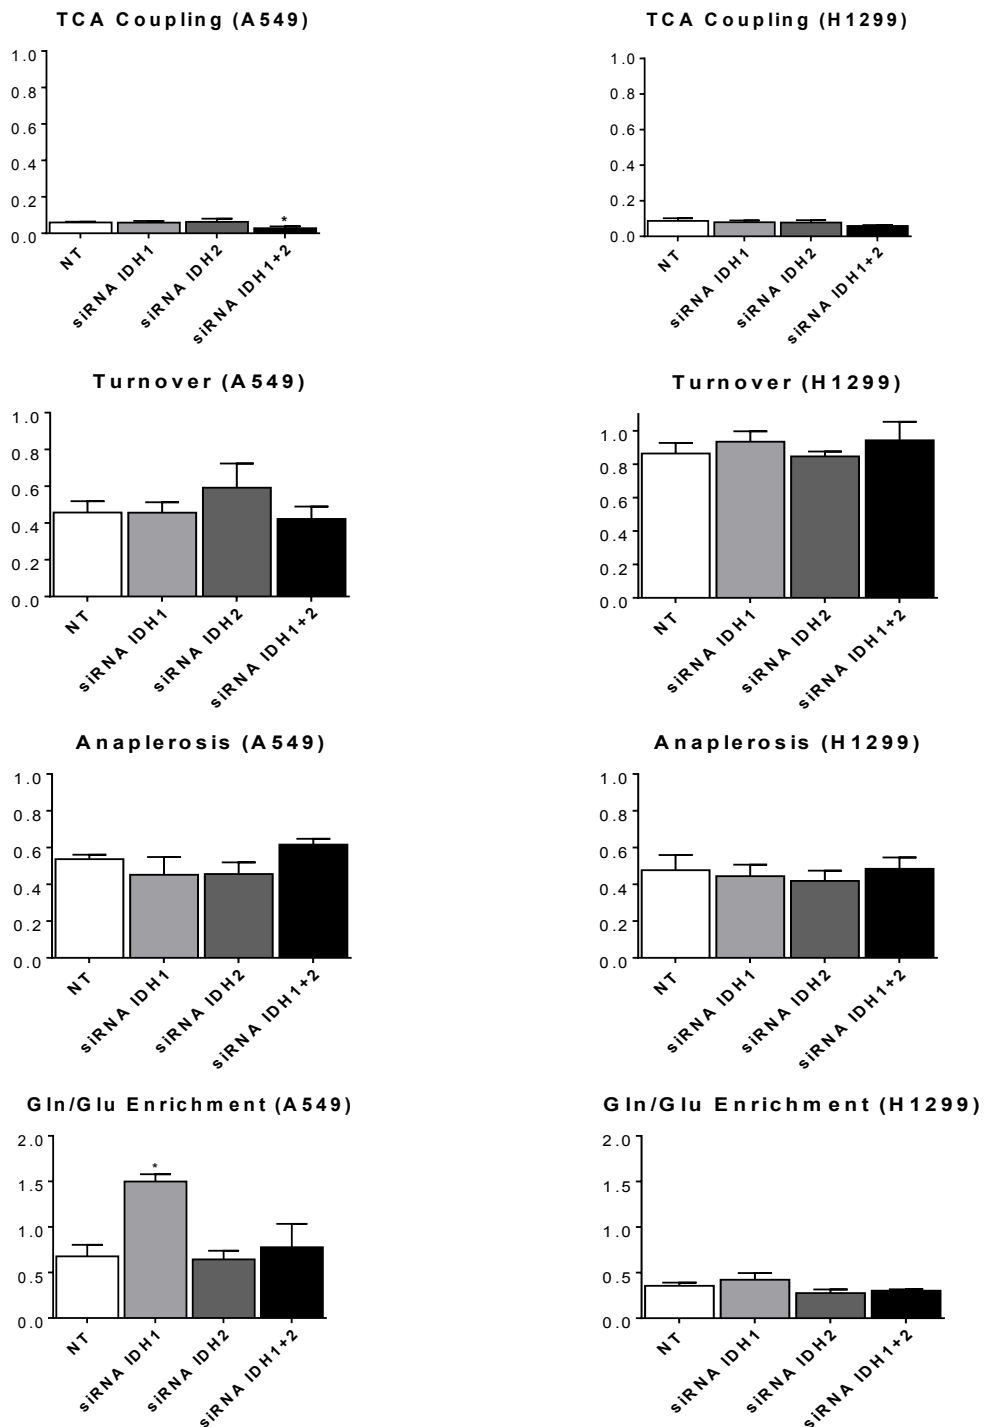 TCA Coupling (A549)
1.0
0.8
0.6
0.4
0.2
0.0
*
NT
siRNA IDH1
siRNA IDH2
siRNA IDH1+2
TCA Coupling (H1299)
1.0
0.8
0.6
0.4
0.2
0.0
NT
siRNA IDH1
siRNA IDH2
siRNA IDH1+2
Turnover (A549)
1.0
0.8
0.6
0.4
0.2
0.0
NT
siRNA IDH1
siRNA IDH2
siRNA IDH1+2
Turnover (H1299)
1.0
0.8
0.6
0.4
0.2
0.0
NT
siRNA IDH1
siRNA IDH2
siRNA IDH1+2
Anaplerosis (A549)
1.0
0.8
0.6
0.4
0.2
0.0
NT
siRNA IDH1
siRNA IDH2
siRNA IDH1+2
Anaplerosis (H1299)
1.0
0.8
0.6
0.4
0.2
0.0
NT
siRNA IDH1
siRNA IDH2
siRNA IDH1+2
Gln/Glu Enrichment (A549)
2.0
1.5
1.0
0.5
0.0
*
NT
siRNA IDH1
siRNA IDH2
siRNA IDH1+2
Gln/Glu Enrichment (H1299)
2.0
1.5
1.0
0.5
0.0
NT
siRNA IDH1
siRNA IDH2
siRNA IDH1+2